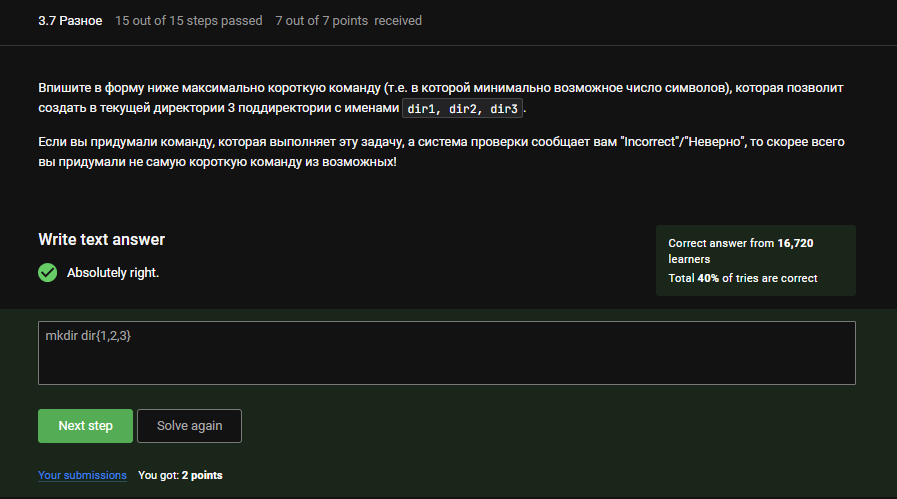 3.7 Разное 15 out of 15 steps passed 7 out of 7 points received
Впишите в форму ниже максимально короткую команду (т.е. в которой минимально возможное число символов), которая позволит
создать в текущей директории 3 поддиректории с именами dir1, dir2, dir3.
Если вы придумали команду, которая выполняет эту задачу, а система проверки сообщает вам "Incorrect"/"Неверно", то скорее всего
вы придумали не самую короткую команду из возможных!
Write text answer
Absolutely right.
Correct answer from 16,720
learners
Total 40% of tries are correct
mkdir dir{1,2,3}
Next step Solve again
Your submissions You got: 2 points